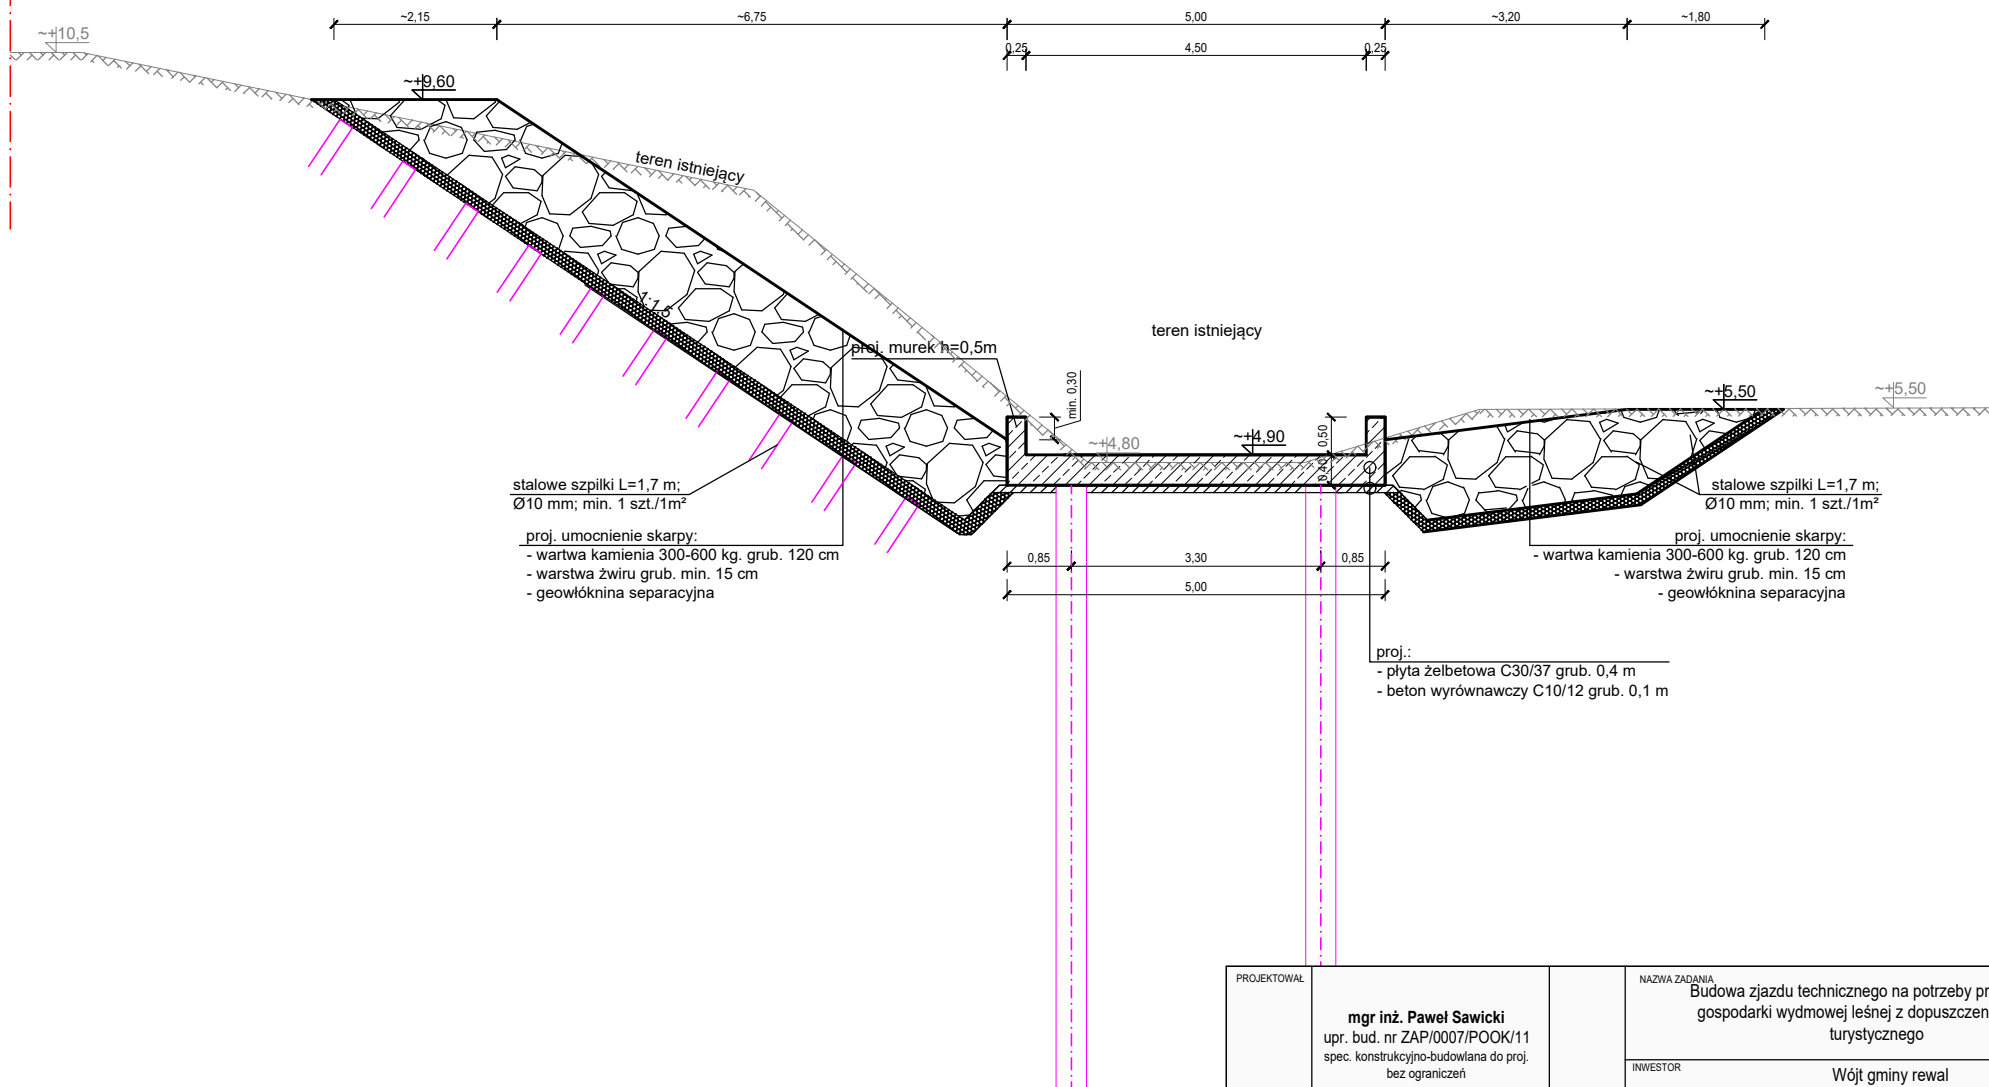 ~2,15
~6,75
5,00
~3,20
~1,80
0,25
4,50
0,25
~+10,5
~+9,60
teren istniejący
1:1.5
teren istniejący
proj. murek h=0,5m
min. 0,30
~+4,80
~+4,90
0,50
0,40
~+5,50
~+5,50
stalowe szpilki L=1,7 m;
Ø10 mm; min. 1 szt./1m²
proj. umocnienie skarpy:
- wartwa kamienia 300-600 kg. grub. 120 cm
- warstwa żwiru grub. min. 15 cm
- geowłóknina separacyjna
stalowe szpilki L=1,7 m;
Ø10 mm; min. 1 szt./1m²
proj. umocnienie skarpy:
- wartwa kamienia 300-600 kg. grub. 120 cm
- warstwa żwiru grub. min. 15 cm
- geowłóknina separacyjna
0,85
3,30
0,85
5,00
proj.:
- płyta żelbetowa C30/37 grub. 0,4 m
- beton wyrównawczy C10/12 grub. 0,1 m
PROJEKTOWAŁ
mgr inż. Paweł Sawicki
upr. bud. nr ZAP/0007/POOK/11
spec. konstrukcyjno-budowlana do proj.
bez ograniczeń
NAZWA ZADANIA
Budowa zjazdu technicznego na potrzeby pr
gospodarki wydmowej leśnej z dopuszczen
turystycznego
INWESTOR
Wójt gminy rewal